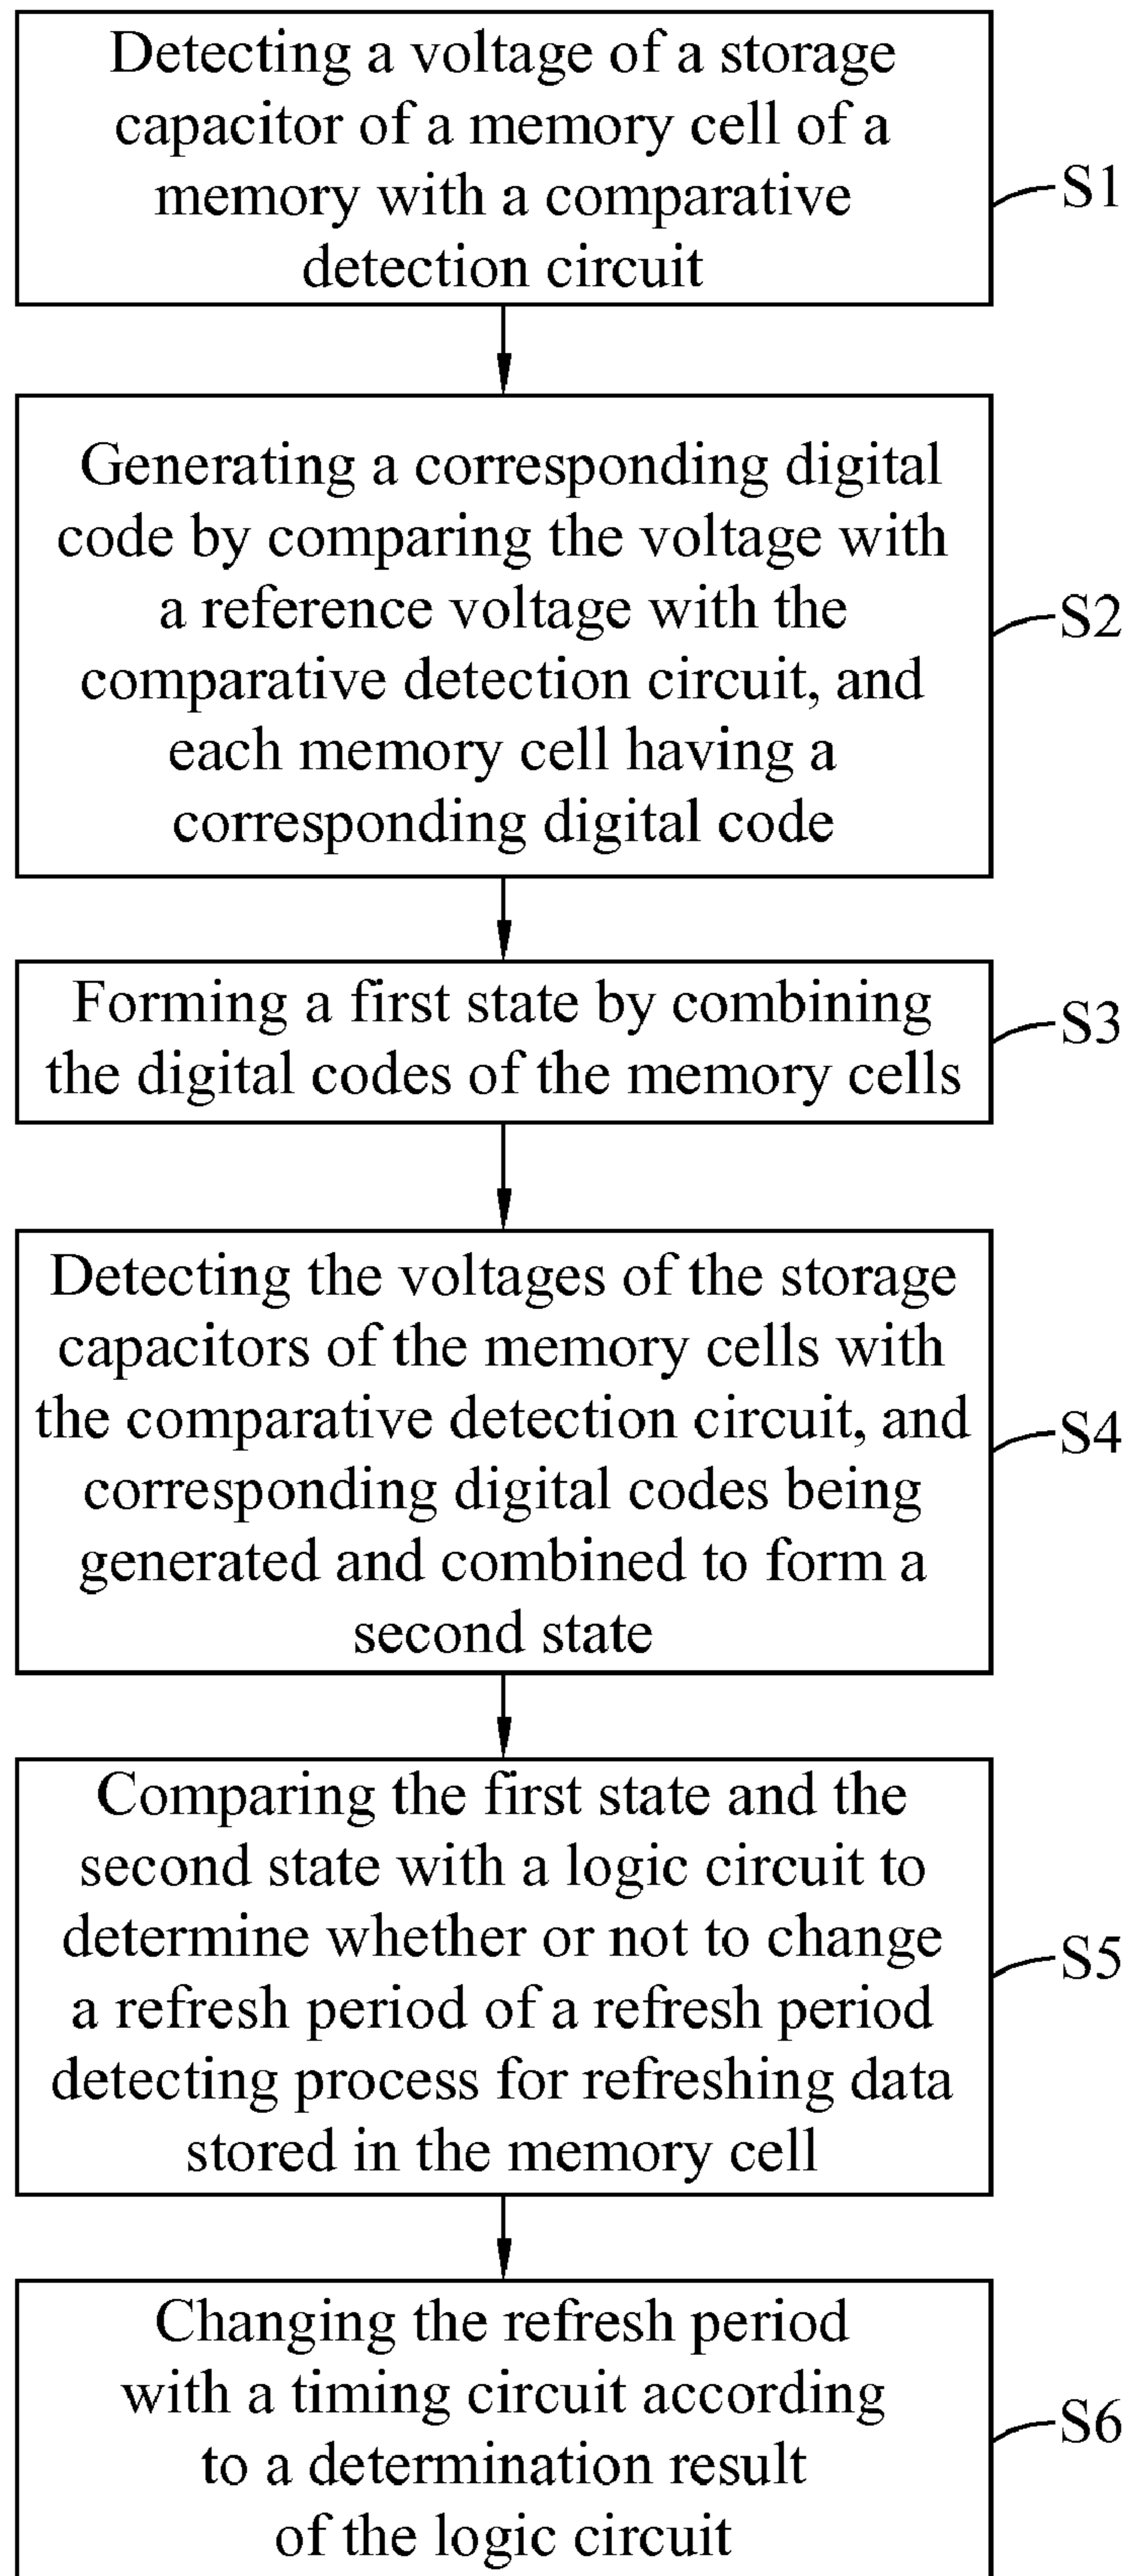 Detecting a voltage of a storage
capacitor of a memory cell of a
memory with a comparative
detection circuit
S1
Generating a corresponding digital
code by comparing the voltage with
a reference voltage with the
comparative detection circuit, and
each memory cell having a
corresponding digital code
S2
Forming a first state by combining
the digital codes of the memory cells
S3
Detecting the voltages of the storage
capacitors of the memory cells with
the comparative detection circuit, and
corresponding digital codes being
generated and combined to form a
second state
S4
Comparing the first state and the
second state with a logic circuit to
determine whether or not to change
a refresh period of a refresh period
detecting process for refreshing data
stored in the memory cell
S5
Changing the refresh period
with a timing circuit according
to a determination result
of the logic circuit
S6